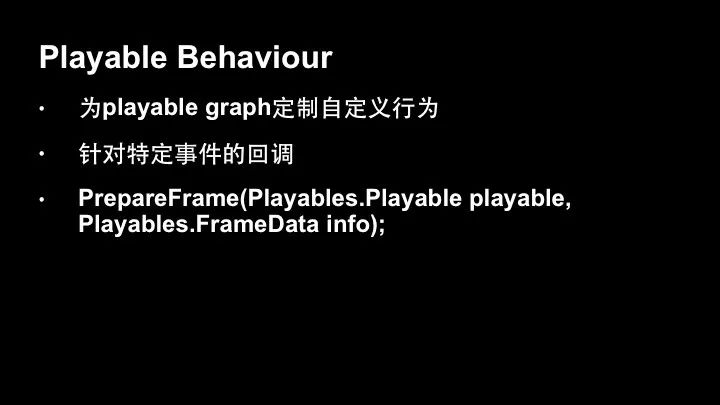 Playable Behaviour
• 为playable graph定制自定义行为
• 针对特定事件的回调
• PrepareFrame(Playables.Playable playable,
Playables.FrameData info);